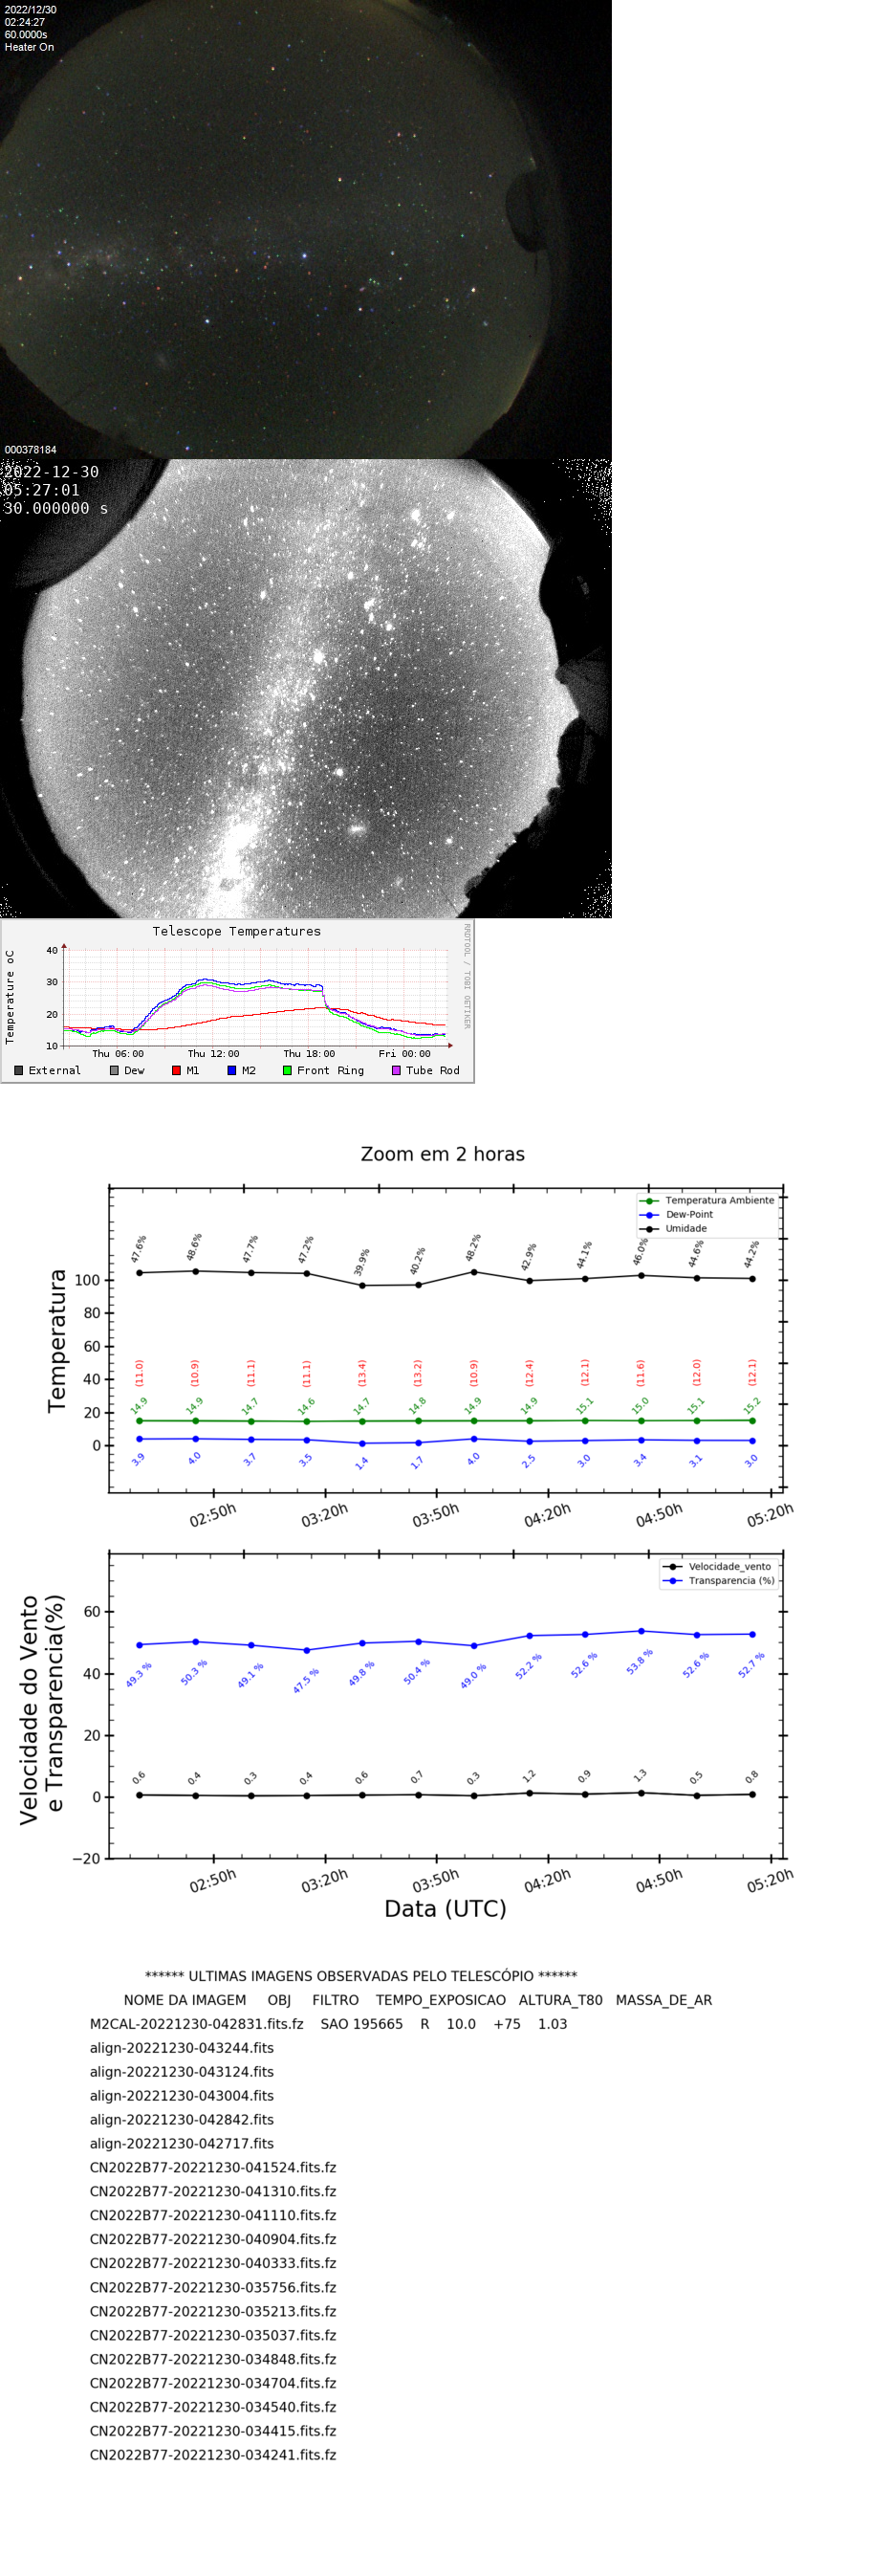 2022/12/30
02:24:27
60.0000s
Heater On
000378184
2022-12-30
05:27:01
30.000000 s
Telescope Temperatures
RRDTOOL / TOBI OETIKER
Temperature oC
40
30
20
10
Thu 06:00 Thu 12:00 Thu 18:00 Fri 00:00
External Dew M1 M2 Front Ring Tube Rod
Zoom em 2 horas
Temperatura Ambiente
Dew-Point
Umidade
47.6% 48.6% 47.7% 47.2% 39.9% 40.2% 48.2% 42.9% 44.1% 46.0% 44.6% 44.2%
Temperatura
100
80
60
40
20
0
(11.0) (10.9) (11.1) (11.1) (13.4) (13.2) (10.9) (12.4) (12.1) (11.6) (12.0) (12.1)
14.9 14.9 14.7 14.6 14.7 14.8 14.9 14.9 15.1 15.0 15.1 15.2
3.9 4.0 3.7 3.5 1.4 1.7 4.0 2.5 3.0 3.4 3.1 3.0
02:50h 03:20h 03:50h 04:20h 04:50h 05:20h
Velocidade_vento
Transparencia (%)
Velocidade do Vento
e Transparencia(%)
60
40
20
0
−20
49.3 % 50.3 % 49.1 % 47.5 % 49.8 % 50.4 % 49.0 % 52.2 % 52.6 % 53.8 % 52.6 % 52.7 %
0.6 0.4 0.3 0.4 0.6 0.7 0.3 1.2 0.9 1.3 0.5 0.8
02:50h 03:20h 03:50h 04:20h 04:50h 05:20h
Data (UTC)
****** ULTIMAS IMAGENS OBSERVADAS PELO TELESCÓPIO ******
NOME DA IMAGEM OBJ FILTRO TEMPO_EXPOSICAO ALTURA_T80 MASSA_DE_AR
M2CAL-20221230-042831.fits.fz SAO 195665 R 10.0 +75 1.03
align-20221230-043244.fits
align-20221230-043124.fits
align-20221230-043004.fits
align-20221230-042842.fits
align-20221230-042717.fits
CN2022B77-20221230-041524.fits.fz
CN2022B77-20221230-041310.fits.fz
CN2022B77-20221230-041110.fits.fz
CN2022B77-20221230-040904.fits.fz
CN2022B77-20221230-040333.fits.fz
CN2022B77-20221230-035756.fits.fz
CN2022B77-20221230-035213.fits.fz
CN2022B77-20221230-035037.fits.fz
CN2022B77-20221230-034848.fits.fz
CN2022B77-20221230-034704.fits.fz
CN2022B77-20221230-034540.fits.fz
CN2022B77-20221230-034415.fits.fz
CN2022B77-20221230-034241.fits.fz